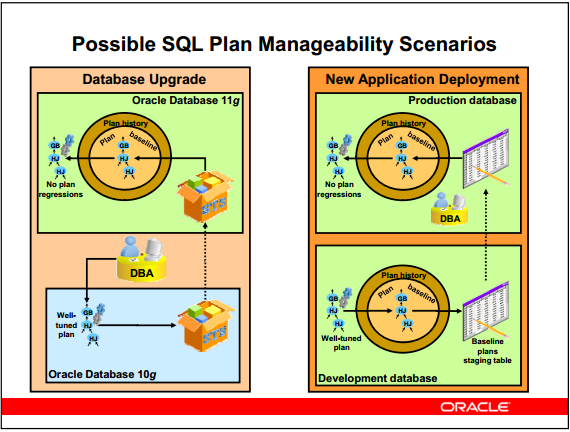 Possible SQL Plan Manageability Scenarios
Database Upgrade
Oracle Database 11g
Plan history
Plan baseline
GB
HJ
HJ
GB
HJ
HJ
No plan
regressions
STS
DBA
Well-
tuned
plan
GB
HJ
HJ
STS
Oracle Database 10g
New Application Deployment
Production database
Plan history
Plan baseline
GB
HJ
HJ
GB
HJ
HJ
No plan
regressions
DBA
Plan history
Plan baseline
GB
HJ
HJ
GB
HJ
HJ
Well-tuned
plan
Baseline
plans
staging table
Development database
ORACLE